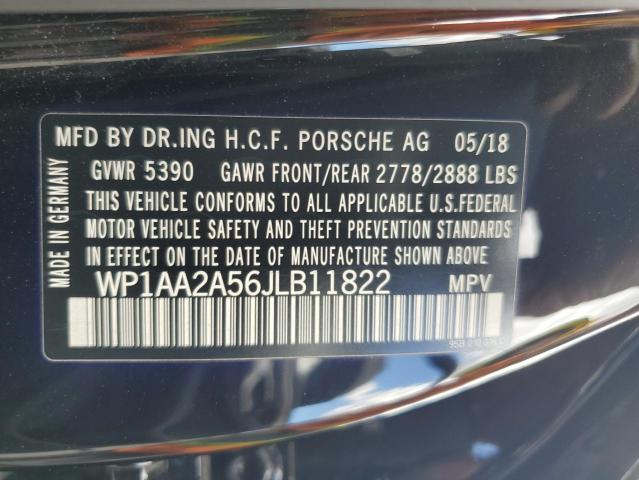 MFD BY DR.ING H.C.F. PORSCHE AG 05/18
GVWR 5390 GAWR FRONT/REAR 2778/2888 LBS
THIS VEHICLE CONFORMS TO ALL APPLICABLE U.S.FEDERAL
MOTOR VEHICLE SAFETY AND THEFT PREVENTION STANDARDS
IN EFFECT ON THE DATE OF MANUFACTURE SHOWN ABOVE
WP1AA2A56JLB11822 MPV
MADE IN GERMANY
95B